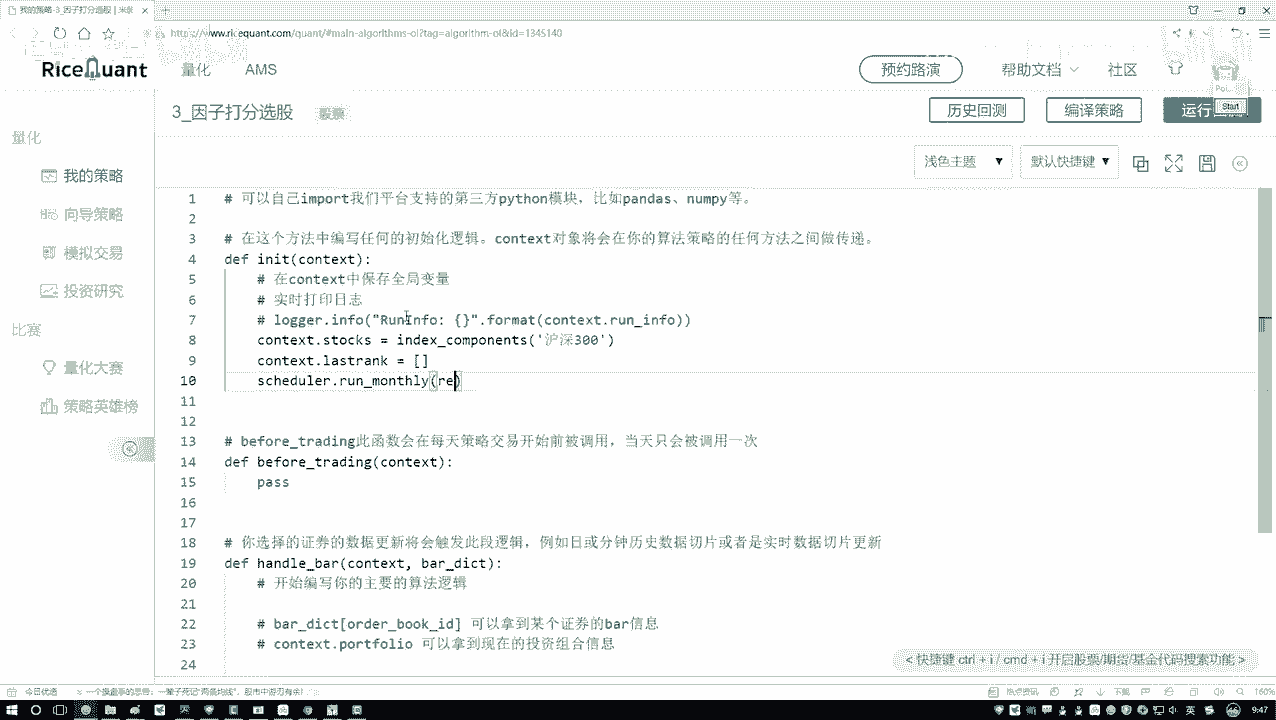 我的策略-3_因子打分选股 | 米筐
https://www.ricequant.com/quant/#main-algorithms-ol?tag=algorithm-ol&id=1345140
RiceQuant 量化 AMS 预约路演 帮助文档 社区
Start
3_因子打分选股 股票 历史回测 编译策略 运行
量化
浅色主题 默认快捷键
我的策略
向导策略
模拟交易
投资研究
比赛
量化大赛
策略英雄榜
1 # 可以自己import我们平台支持的第三方python模块，比如pandas、numpy等。
2
3 # 在这个方法中编写任何的初始化逻辑。context对象将会在你的算法策略的任何方法之间做传递。
4 def init(context):
5 # 在context中保存全局变量
6 # 实时打印日志
7 # logger.info("RunInfo: {}".format(context.run_info))
8 context.stocks = index_components('沪深300')
9 context.lastrank = []
10 scheduler.run_monthly(re)
11
12
13 # before_trading此函数会在每天策略交易开始前被调用，当天只会被调用一次
14 def before_trading(context):
15 pass
16
17
18 # 你选择的证券的数据更新将会触发此段逻辑，例如日或分钟历史数据切片或者是实时数据切片更新
19 def handle_bar(context, bar_dict):
20 # 开始编写你的主要的算法逻辑
21
22 # bar_dict[order_book_id] 可以拿到某个证券的bar信息
23 # context.portfolio 可以拿到现在的投资组合信息
24
< 快捷键 ctrl + i / cmd + i 开启股票/期货/基金代码搜索功能 >
今日优选 热点资讯 下载 160%
英 9:47